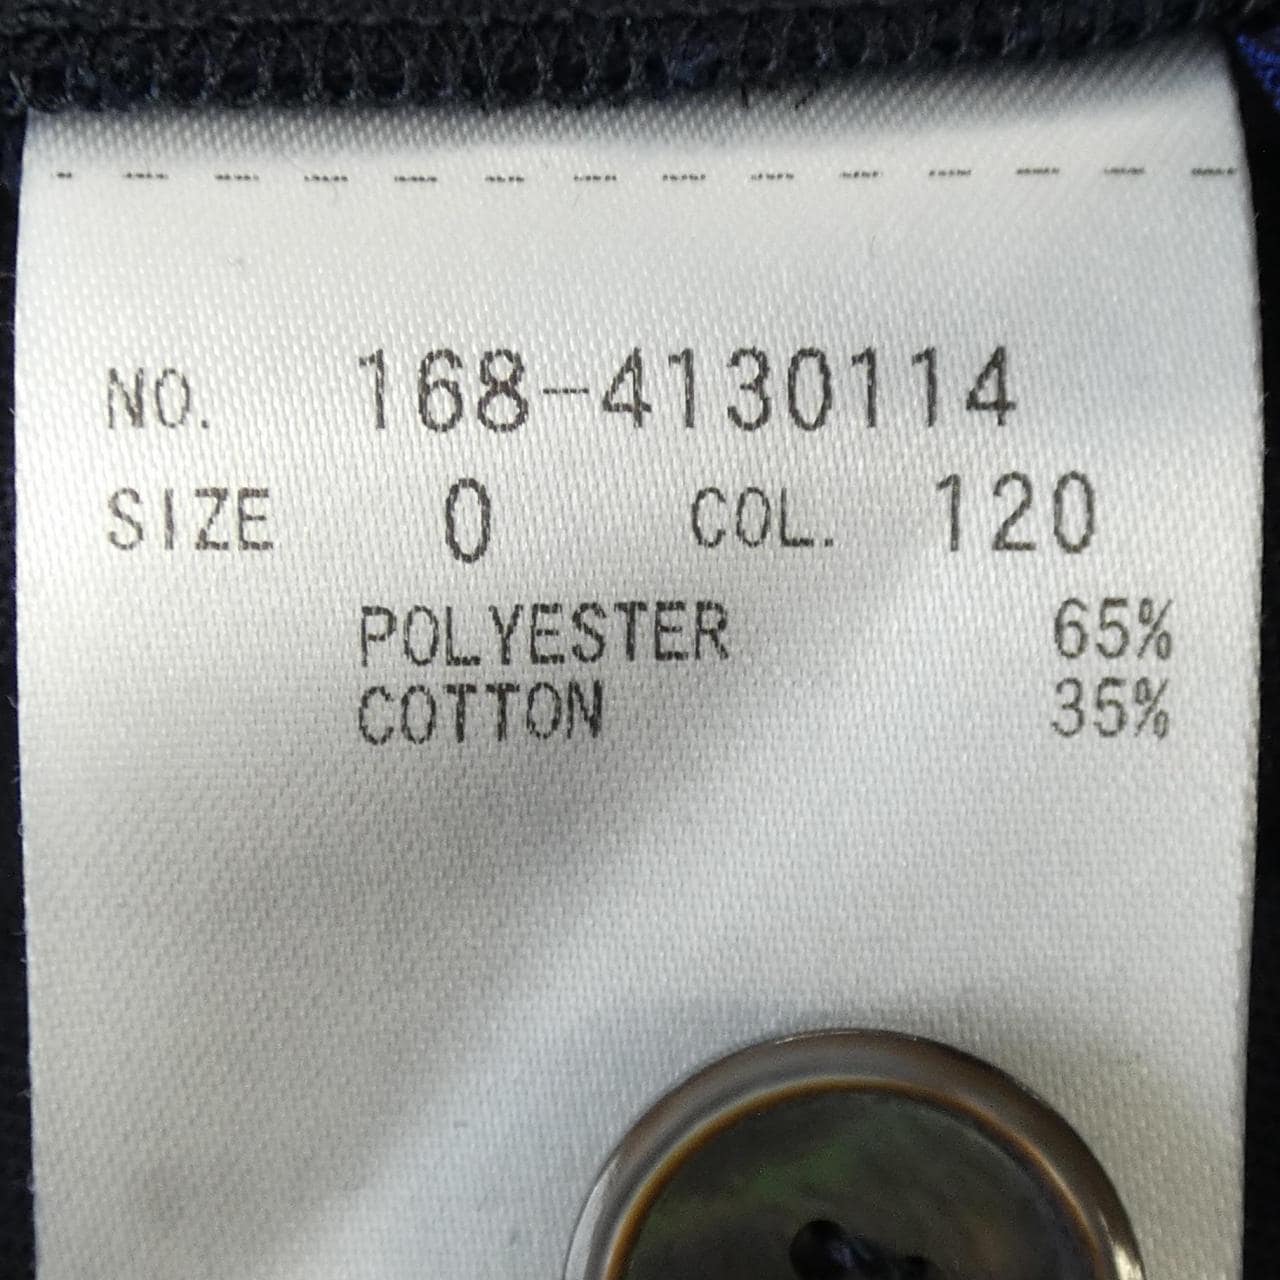 NO. 168-4130114
SIZE 0 COL. 120
POLYESTER 65%
COTTON 35%